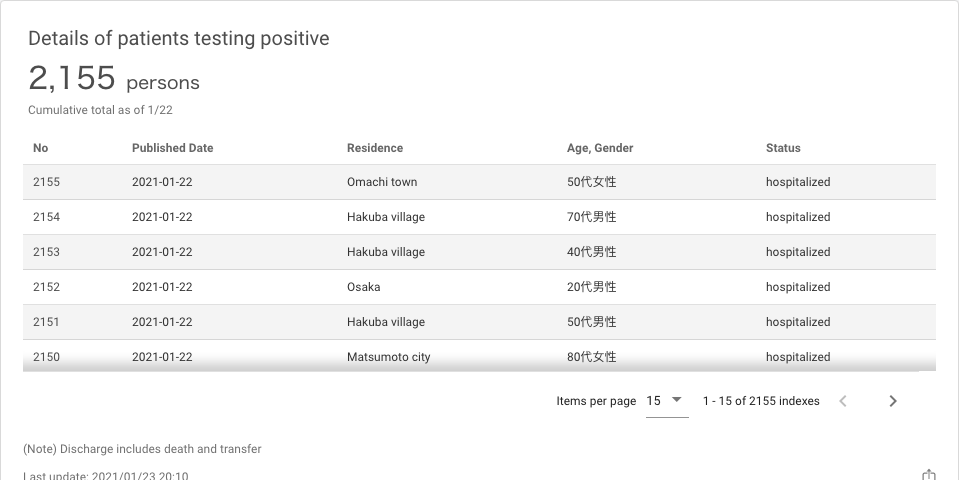 Details of patients testing positive
2,155 persons
Cumulative total as of 1/22
No Published Date Residence Age, Gender Status
2155 2021-01-22 Omachi town 50代女性 hospitalized
2154 2021-01-22 Hakuba village 70代男性 hospitalized
2153 2021-01-22 Hakuba village 40代男性 hospitalized
2152 2021-01-22 Osaka 20代男性 hospitalized
2151 2021-01-22 Hakuba village 50代男性 hospitalized
2150 2021-01-22 Matsumoto city 80代女性 hospitalized
Items per page 15 1 - 15 of 2155 indexes
(Note) Discharge includes death and transfer
Last update: 2021/01/23 20:10